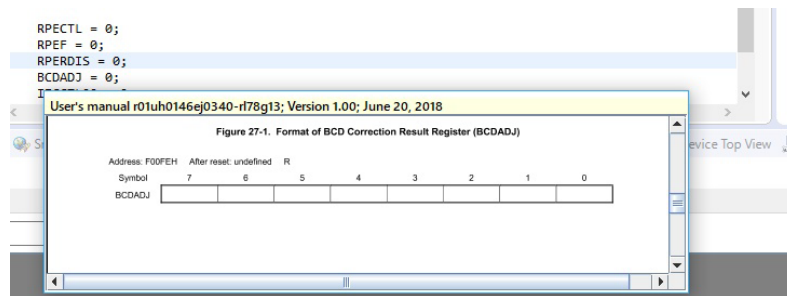 RPECTL = 0;
RPEF = 0;
RPERDIS = 0;
BCDADJ = 0;
User's manual r01uh0146ej0340-rl78g13; Version 1.00; June 20, 2018
Figure 27-1. Format of BCD Correction Result Register (BCDADJ)
Address: F00FEH After reset: undefined R
Symbol 7 6 5 4 3 2 1 0
BCDADJ
evice Top View